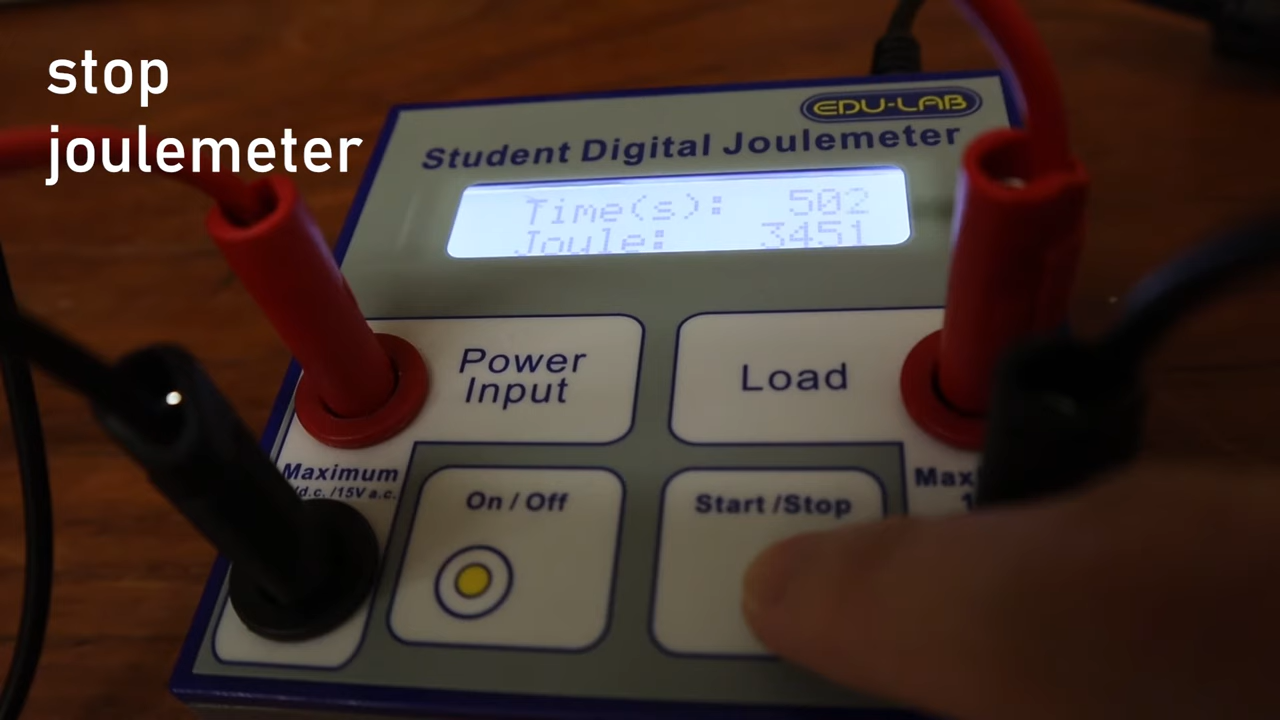 stop
joulemeter
EDU-LAB
Student Digital Joulemeter
Time(s): 502
Joule: 3451
Power
Input
Load
Maximum
/d.c. /15V a.c.
On / Off
Start /Stop